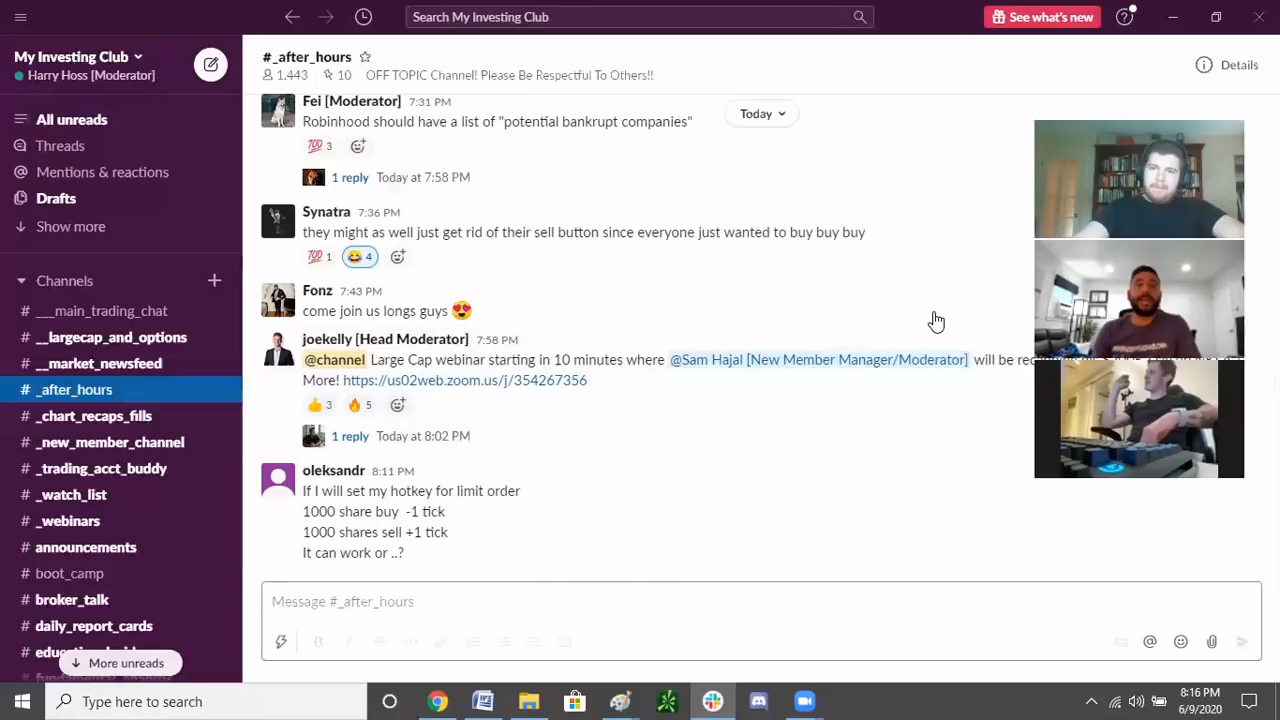 Search My Investing Club
See what's new
My Investing Club
Harry Hoss [Moderator]
All unreads
Threads
Mentions & reactions
Drafts
Show more
Channels
# ___main_trading_chat
# __largecap_and_options
# __market_newsfeed
# _after_hours
# _chart_recaps_fills
# _new_member_channel
# _trading_acct_buddy
# _watch_list
# _webinars
# announcements
# boot_camp
# broker_talk
# daily_report_cards
More unreads
#_after_hours
1,443
10
OFF TOPIC Channel! Please Be Respectful To Others!!
Details
Today
Fei [Moderator] 7:31 PM
Robinhood should have a list of "potential bankrupt companies"
💯 3
1 reply Today at 7:58 PM
Synatra 7:36 PM
they might as well just get rid of their sell button since everyone just wanted to buy buy buy
💯 1 😂 4
Fonz 7:43 PM
come join us longs guys 😍
joekelly [Head Moderator] 7:58 PM
@channel Large Cap webinar starting in 10 minutes where @Sam Hajal [New Member Manager/Moderator] will be
More! https://us02web.zoom.us/j/354267356
👍 3 🔥 5
1 reply Today at 8:02 PM
oleksandr 8:11 PM
If I will set my hotkey for limit order
1000 share buy -1 tick
1000 shares sell +1 tick
It can work or ..?
Message #_after_hours
Type here to search
8:16 PM
6/9/2020